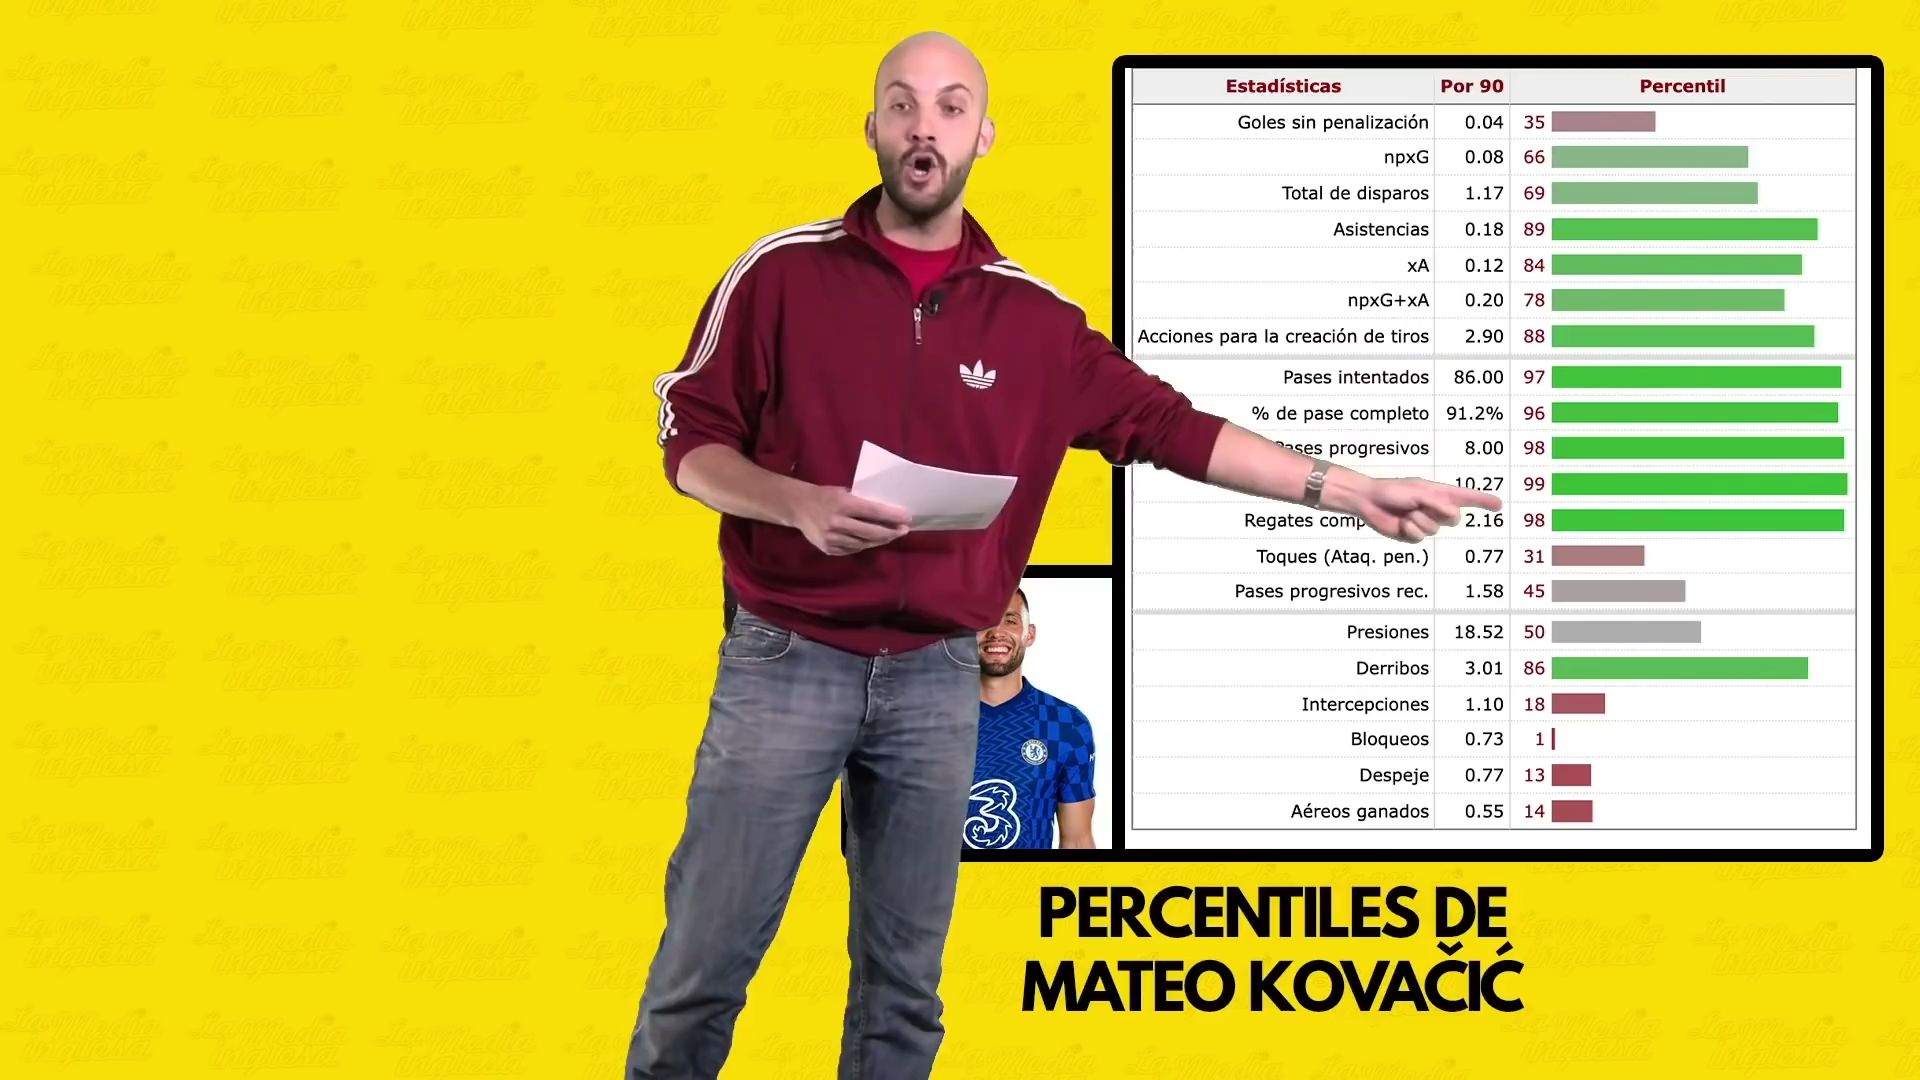 Estadísticas Por 90 Percentil
Goles sin penalización 0.04 35
npxG 0.08 66
Total de disparos 1.17 69
Asistencias 0.18 89
xA 0.12 84
npxG+xA 0.20 78
Acciones para la creación de tiros 2.90 88
Pases intentados 86.00 97
% de pase completo 91.2% 96
Pases progresivos 8.00 98
10.27 99
Regates 2.16 98
Toques (Ataq. pen.) 0.77 31
Pases progresivos rec. 1.58 45
Presiones 18.52 50
Derribos 3.01 86
Intercepciones 1.10 18
Bloqueos 0.73 1
Despeje 0.77 13
Aéreos ganados 0.55 14
3
PERCENTILES DE
MATEO KOVAČIĆ
La Media
inglesa